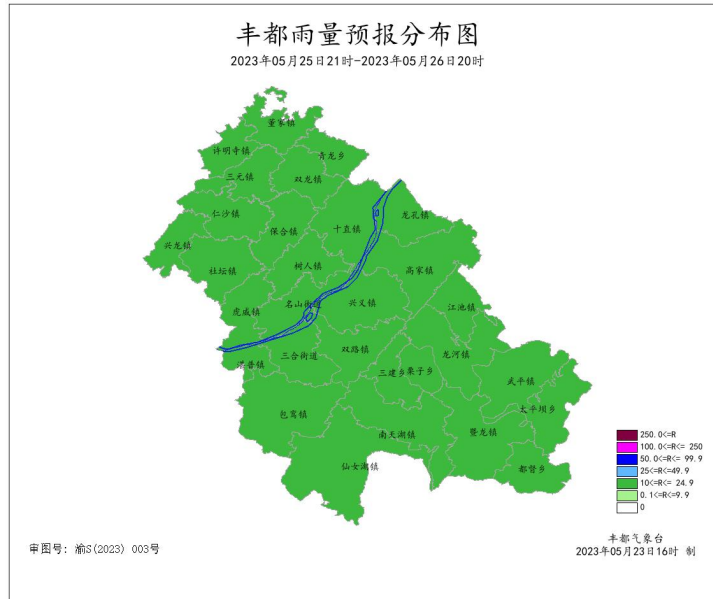 丰都雨量预报分布图
2023年05月25日21时-2023年05月26日20时
董家镇
许明寺镇
青龙乡
三元镇
双龙镇
仁沙镇
龙孔镇
保合镇
十直镇
兴龙镇
社坛镇
树人镇
高家镇
虎威镇
名山街道
兴义镇
江池镇
湛普镇
三合街道
双路镇
龙河镇
三建乡
栗子乡
武平镇
太平坝乡
包鸾镇
南天湖镇
暨龙镇
仙女湖镇
都督乡
250.0<=R
100.0<=R<= 250
50.0<=R<= 99.9
25<=R<=49.9
10<=R<= 24.9
0.1<=R<=9.9
0
审图号: 渝S(2023) 003号
丰都气象台
2023年05月23日16时 制